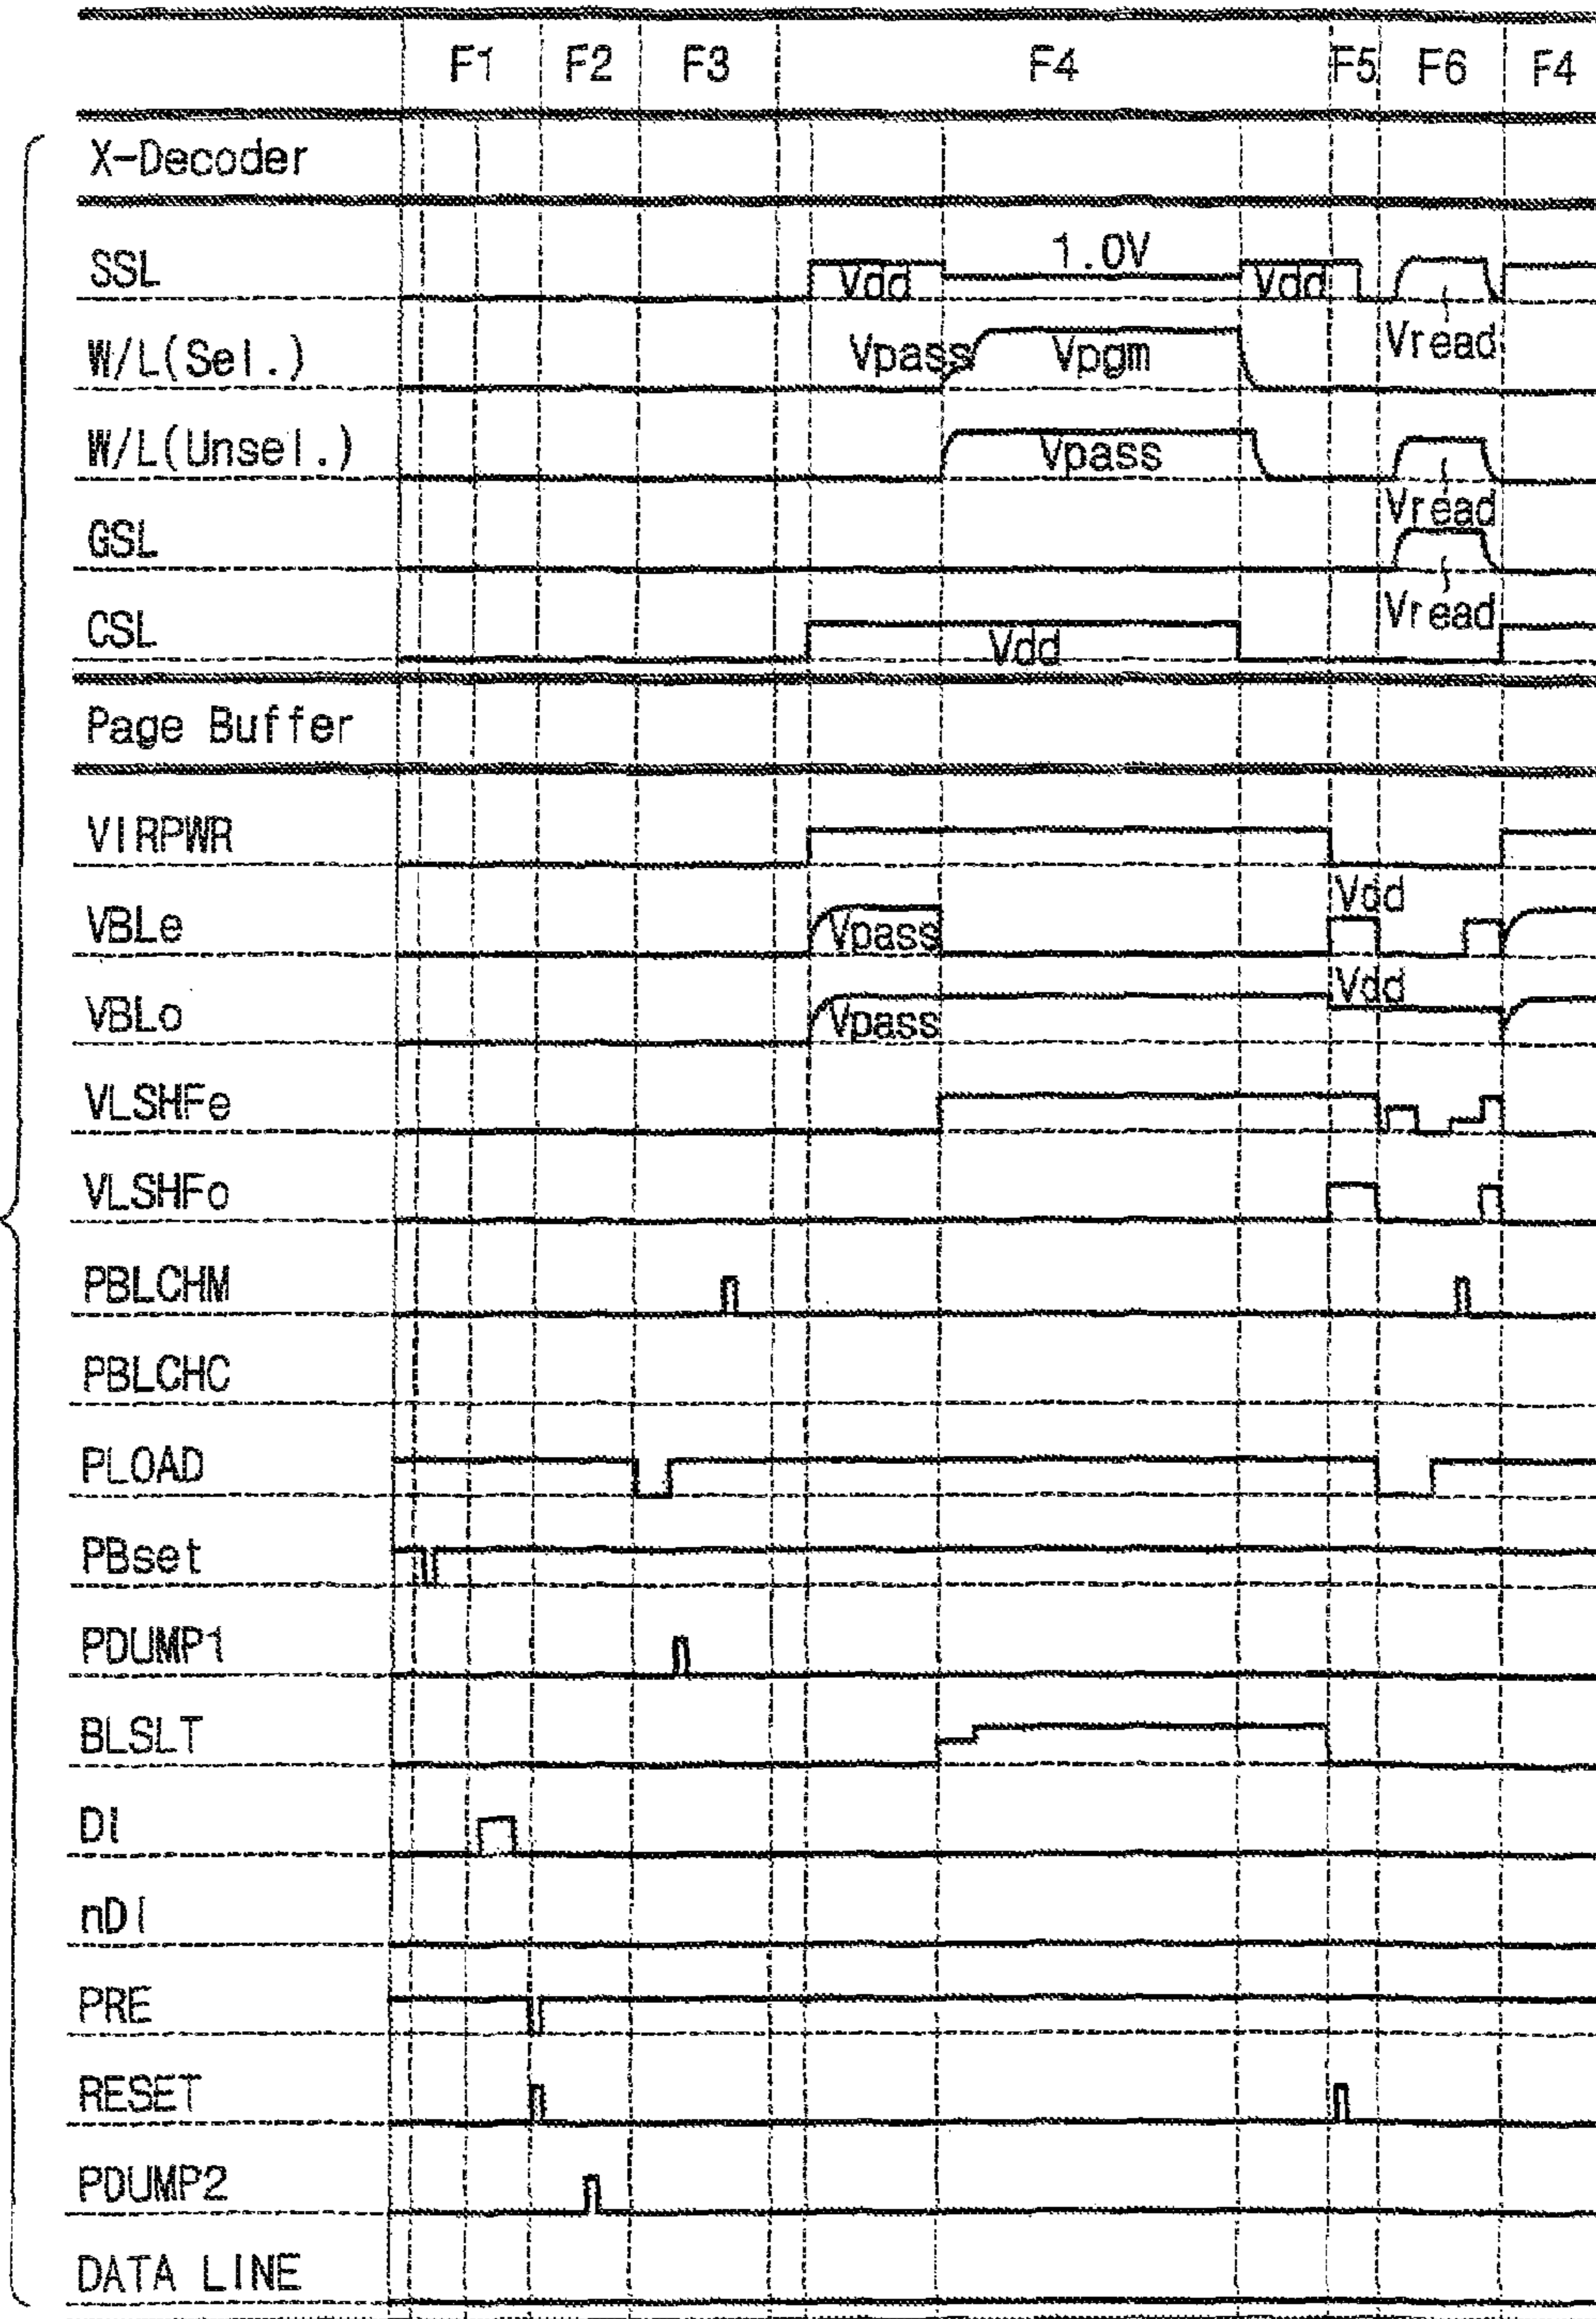 F1 F2 F3 F4 F5 F6 F4
X-Decoder
SSL Vdd 1.0V Vdd
W/L(Sel.) Vpass Vpgm Vread
W/L(Unsel.) Vpass
Vread
GSL
Vread
CSL Vdd
Page Buffer
VIRPWR
Vdd
VBLe Vpass
Vdd
VBLo Vpass
VLSHFe
VLSHFo
PBLCHM
PBLCHC
PLOAD
PBset
PDUMP1
BLSLT
DI
nDI
PRE
RESET
PDUMP2
DATA LINE